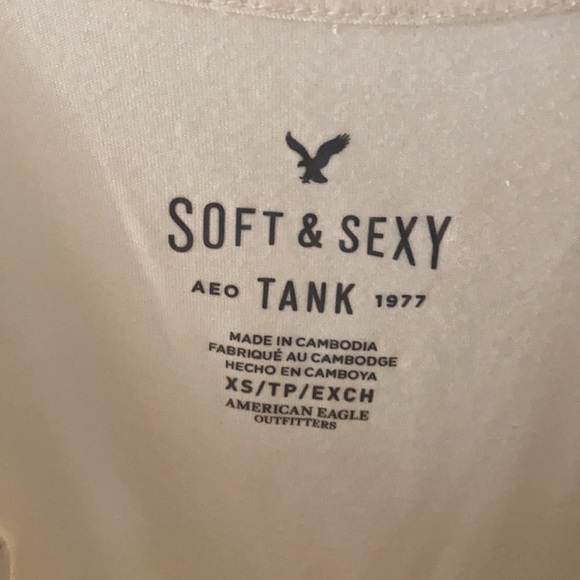 SOFT & SEXY
AEO TANK 1977
MADE IN CAMBODIA
FABRIQUÉ AU CAMBODGE
HECHO EN CAMBOYA
XS/TP/EXCH
AMERICAN EAGLE
OUTFITTERS